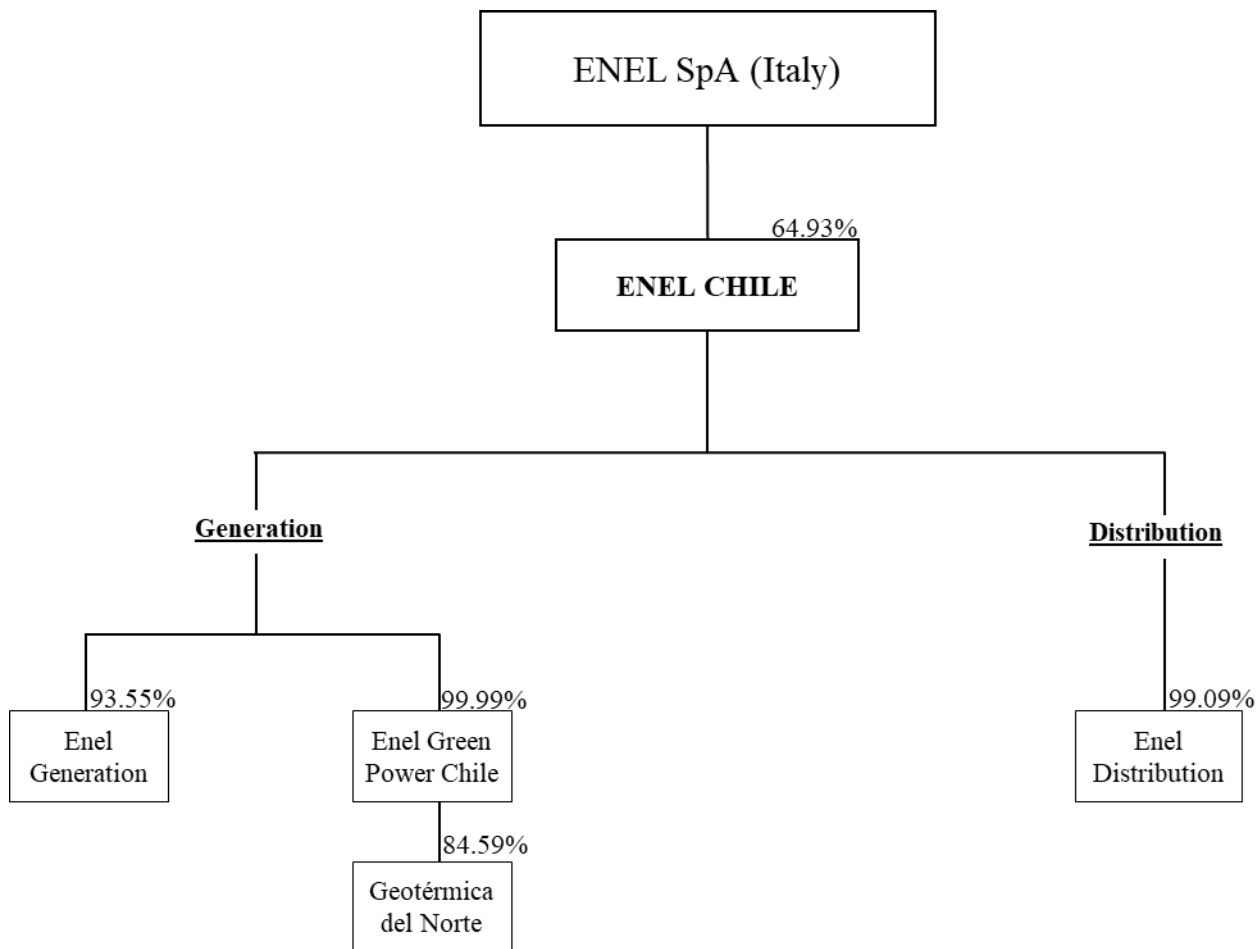 ENEL SpA (Italy)
64.93%
ENEL CHILE
Generation
Distribution
93.55%
99.99%
99.09%
Enel
Generation
Enel Green
Power Chile
Enel
Distribution
84.59%
Geotérmica
del Norte